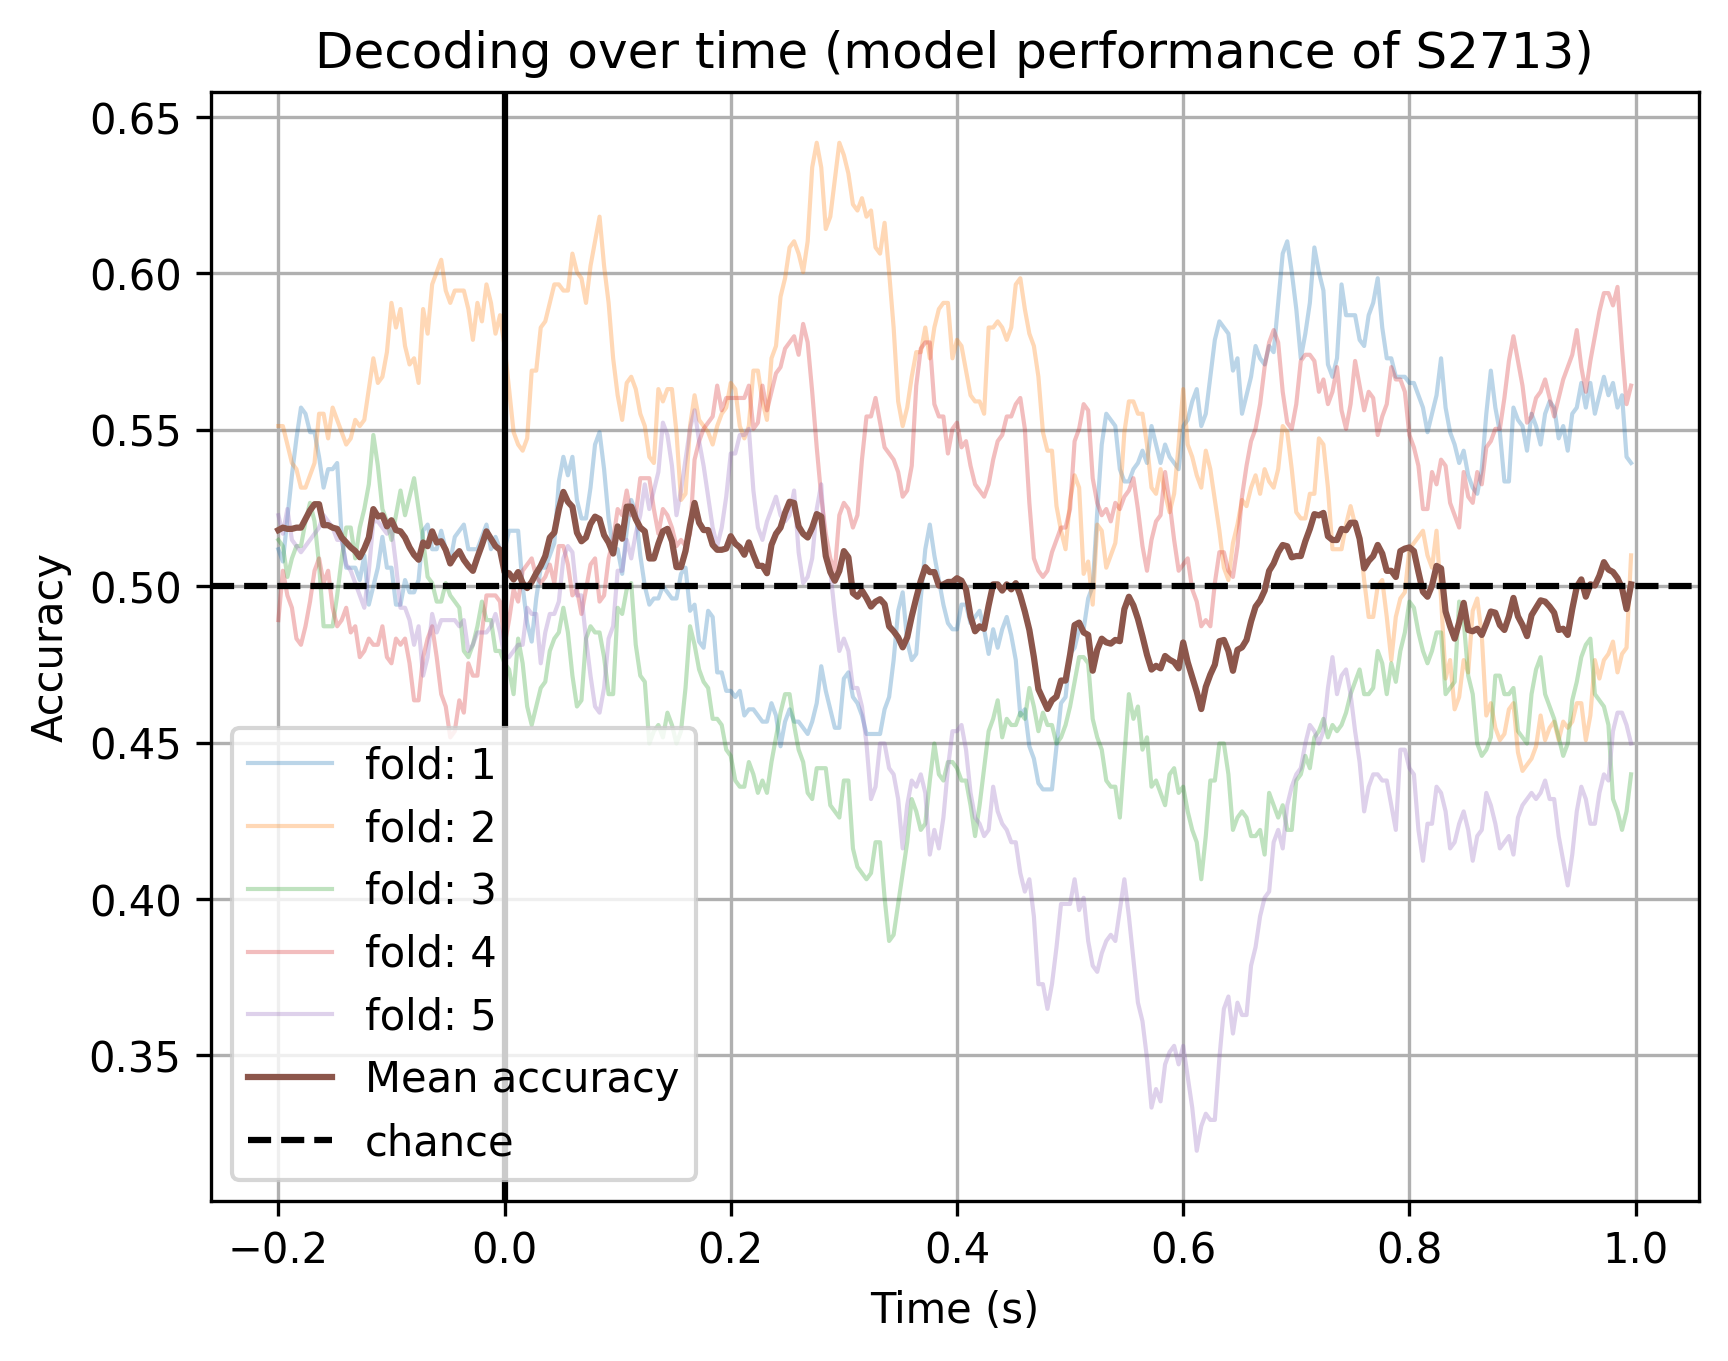 Decoding over time (model performance of S2713)
Accuracy
0.65
0.60
0.55
0.50
0.45
0.40
0.35
fold: 1
fold: 2
fold: 3
fold: 4
fold: 5
Mean accuracy
chance
−0.2 0.0 0.2 0.4 0.6 0.8 1.0
Time (s)